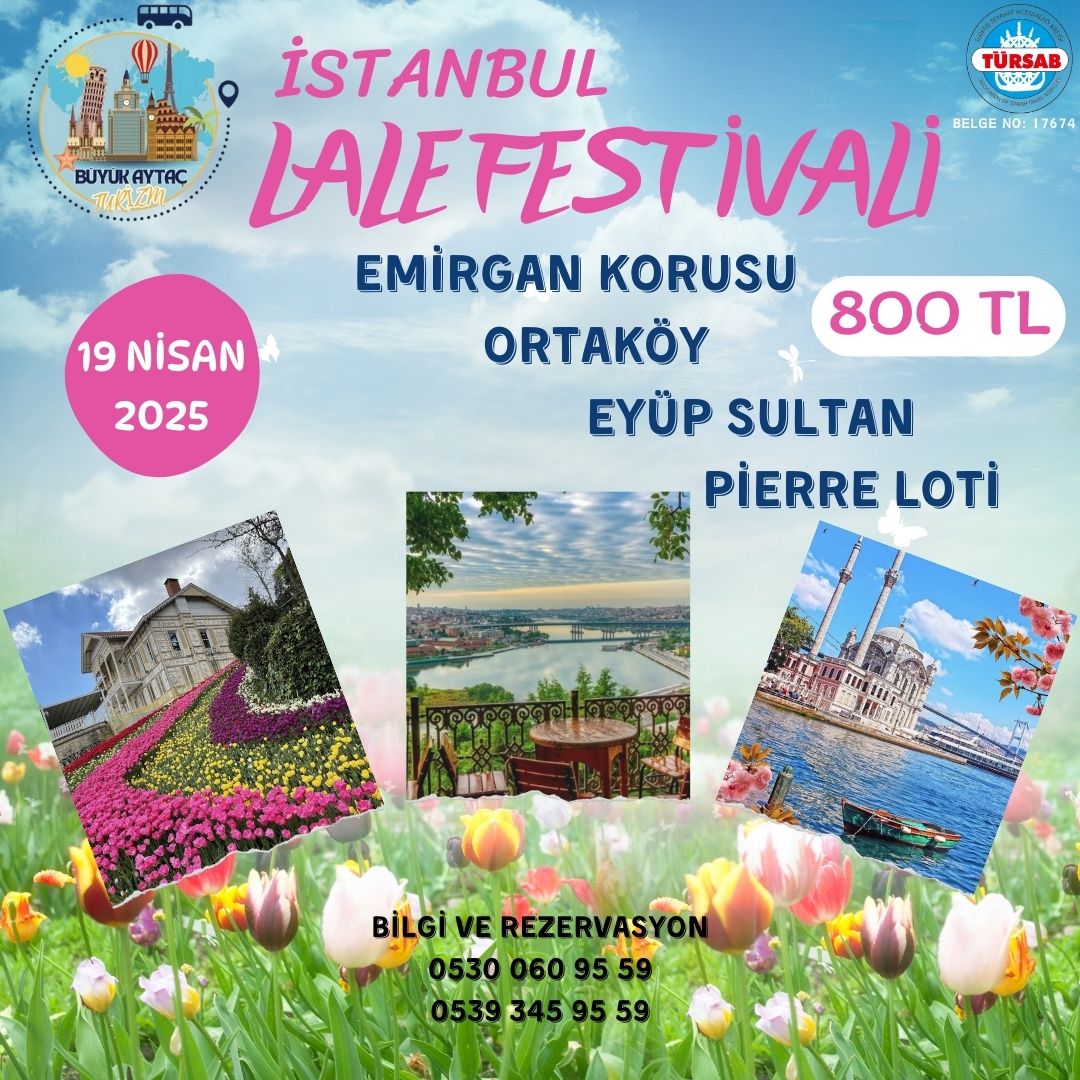 BÜYÜK AYTAÇ
TURİZM
TÜRSAB
BELGE NO: 17674
İSTANBUL
LALE FESTİVALİ
EMİRGAN KORUSU
800 TL
ORTAKÖY
19 NİSAN
2025
EYÜP SULTAN
PİERRE LOTİ
BİLGİ VE REZERVASYON
0530 060 95 59
0539 345 95 59